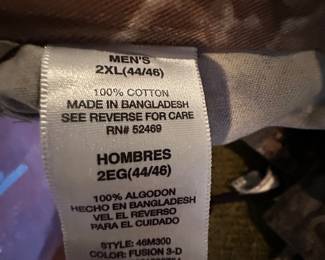 MEN'S
2XL(44/46)
100% COTTON
MADE IN BANGLADESH
SEE REVERSE FOR CARE
RN# 52469
HOMBRES
2EG(44/46)
100% ALGODON
HECHO EN BANGLADESH
VEL EL REVERSO
PARA EL CUIDADO
STYLE: 46M300
COLOR: FUSION 3-D